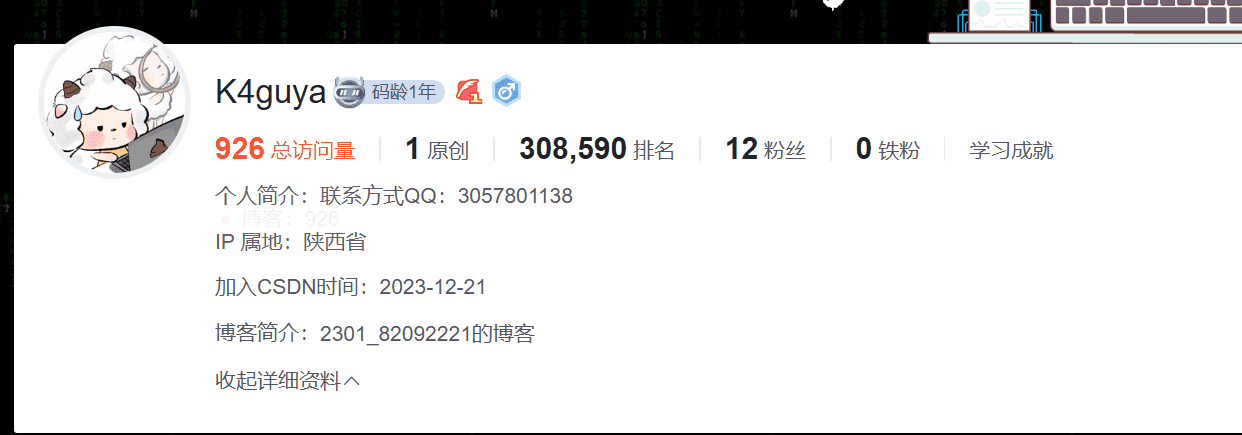 K4guya 码龄1年
926 总访问量 1 原创 308,590 排名 12 粉丝 0 铁粉 学习成就
个人简介：联系方式QQ：3057801138
博客：926
IP 属地：陕西省
加入CSDN时间：2023-12-21
博客简介：2301_82092221的博客
收起详细资料